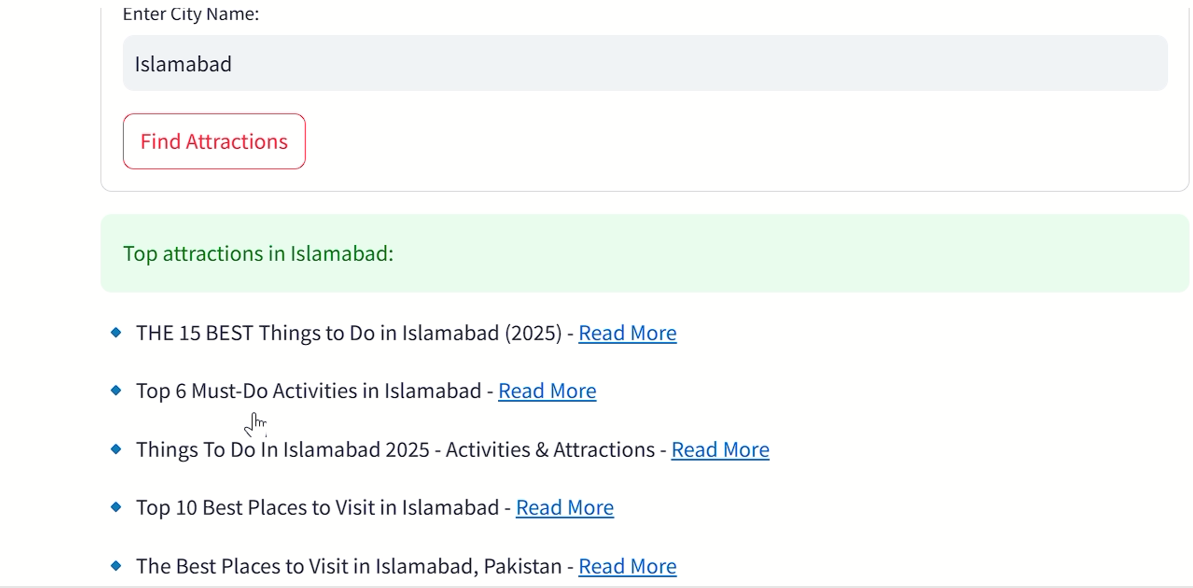 Enter City Name:
Islamabad
Find Attractions
Top attractions in Islamabad:
THE 15 BEST Things to Do in Islamabad (2025) - Read More
Top 6 Must-Do Activities in Islamabad - Read More
Things To Do In Islamabad 2025 - Activities & Attractions - Read More
Top 10 Best Places to Visit in Islamabad - Read More
The Best Places to Visit in Islamabad, Pakistan - Read More